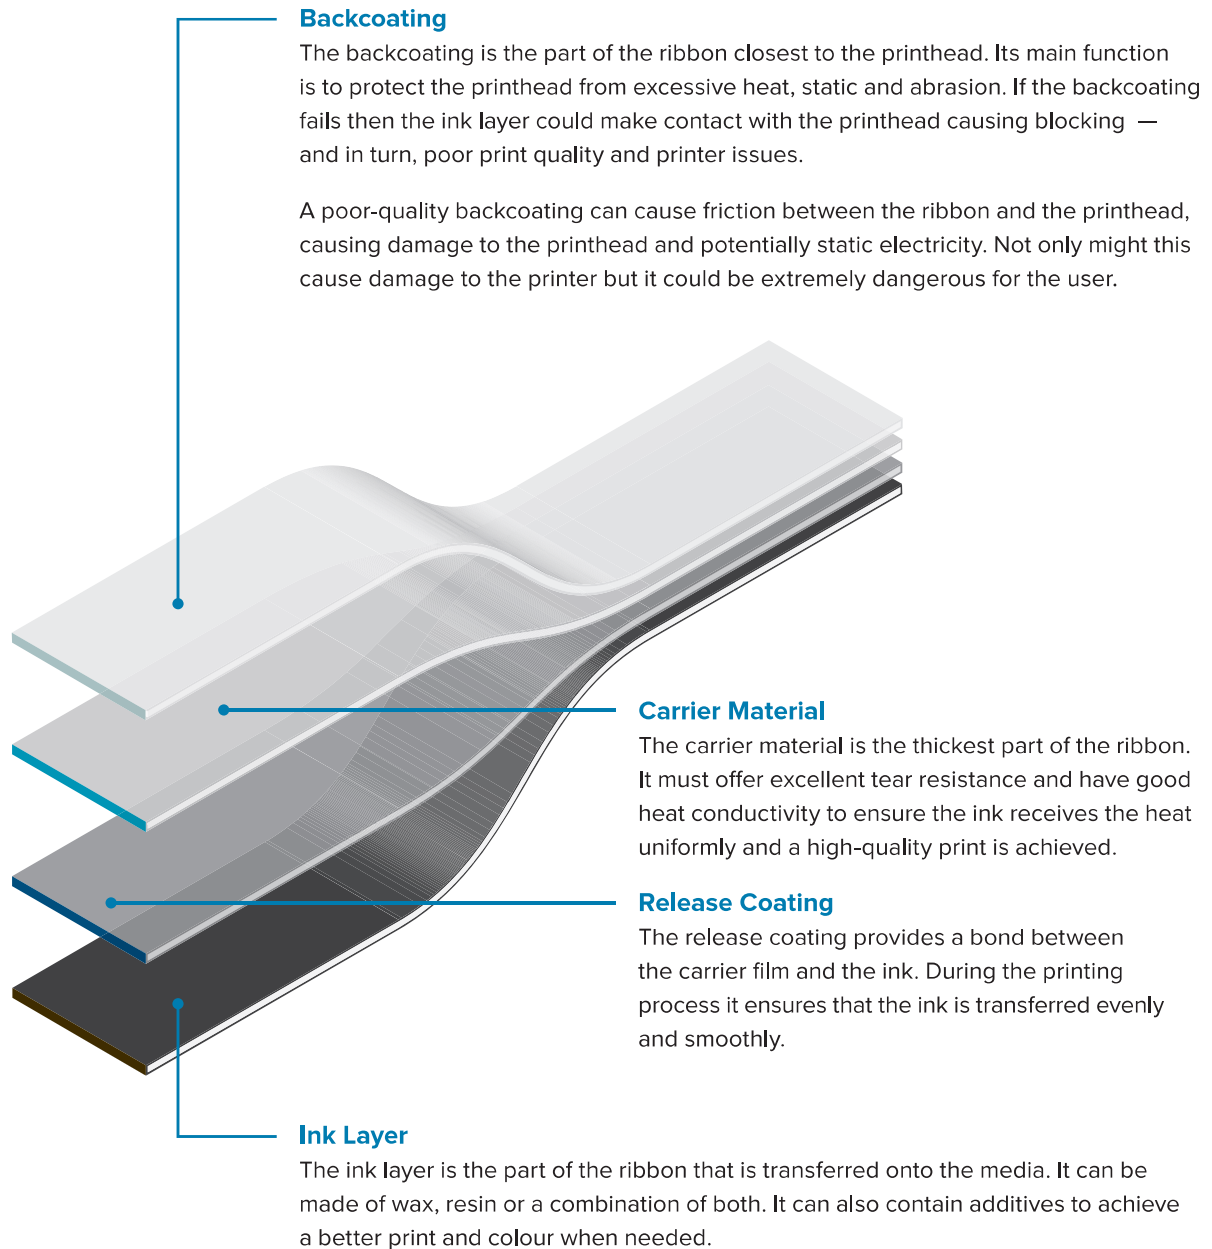 Backcoating
The backcoating is the part of the ribbon closest to the printhead. Its main function
is to protect the printhead from excessive heat, static and abrasion. If the backcoating
fails then the ink layer could make contact with the printhead causing blocking —
and in turn, poor print quality and printer issues.
A poor-quality backcoating can cause friction between the ribbon and the printhead,
causing damage to the printhead and potentially static electricity. Not only might this
cause damage to the printer but it could be extremely dangerous for the user.
Carrier Material
The carrier material is the thickest part of the ribbon.
It must offer excellent tear resistance and have good
heat conductivity to ensure the ink receives the heat
uniformly and a high-quality print is achieved.
Release Coating
The release coating provides a bond between
the carrier film and the ink. During the printing
process it ensures that the ink is transferred evenly
and smoothly.
Ink Layer
The ink layer is the part of the ribbon that is transferred onto the media. It can be
made of wax, resin or a combination of both. It can also contain additives to achieve
a better print and colour when needed.